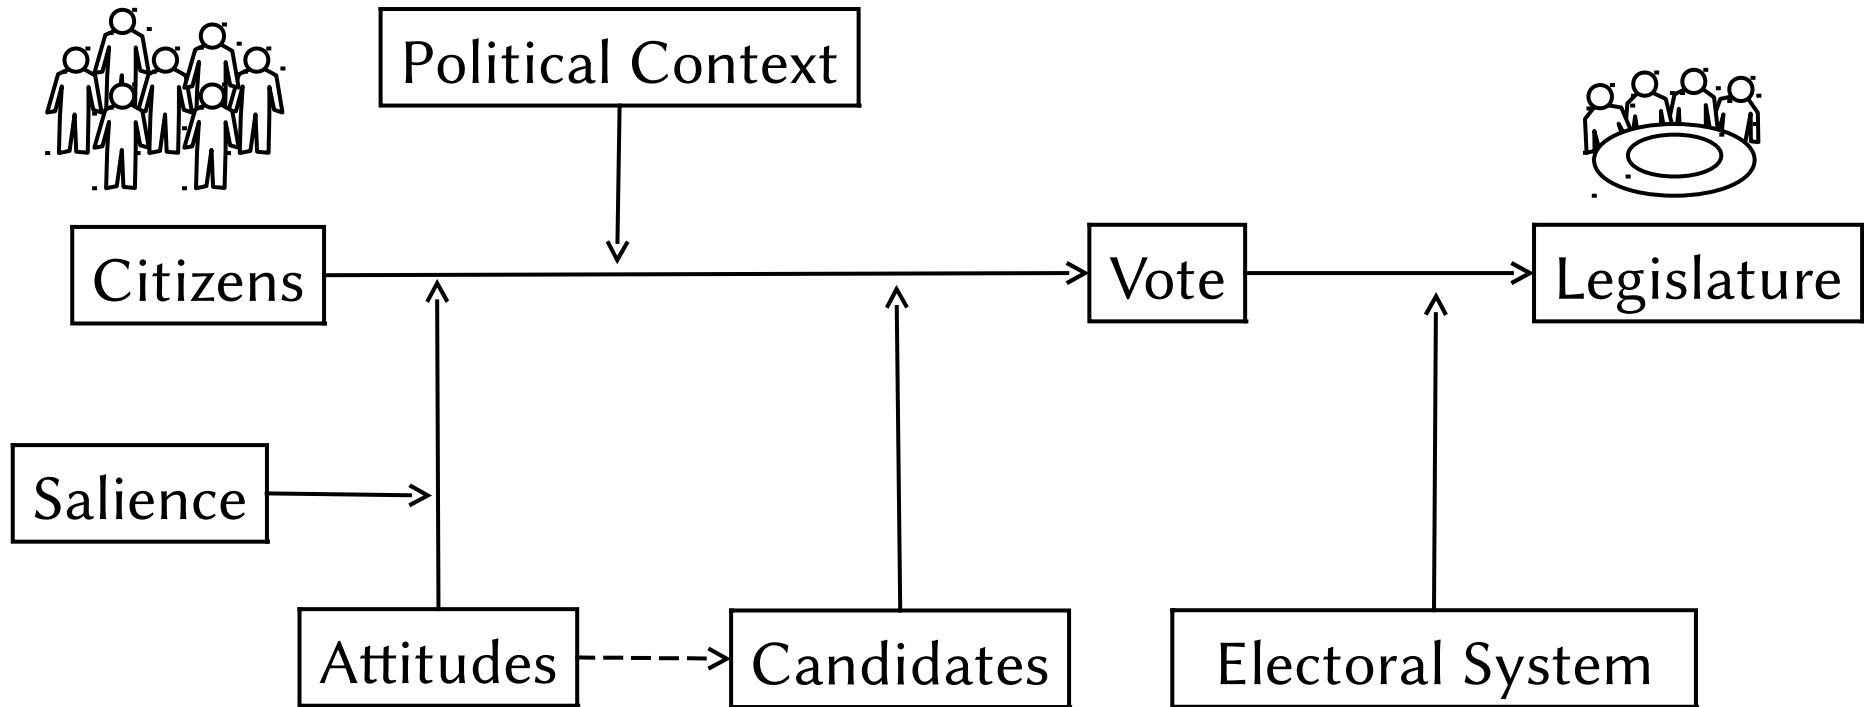 Political Context
Citizens
Vote
Legislature
Salience
Attitudes
Candidates
Electoral System